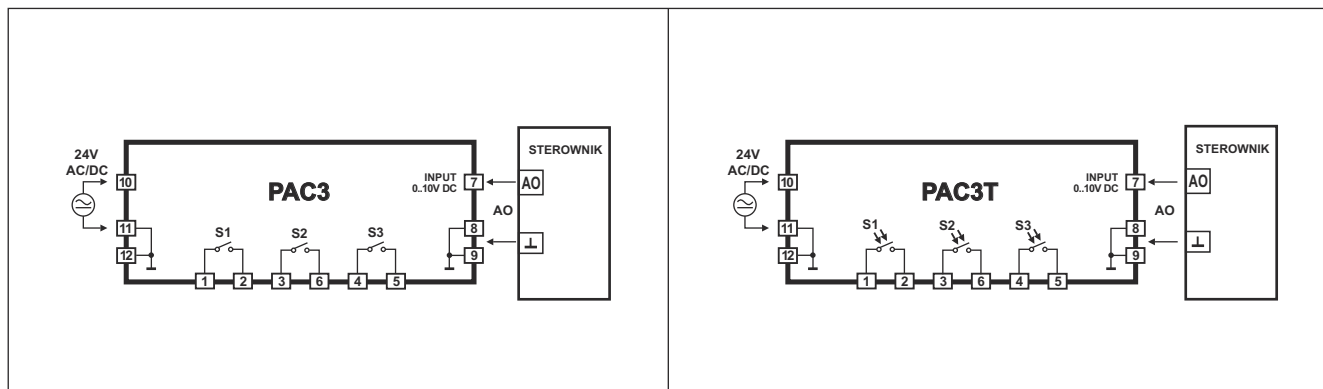 24V
AC/DC
10
11
12
PAC3
INPUT
0..10V DC
7
8
9
AO
STEROWNIK
AO
⊥
S1
S2
S3
1
2
3
6
4
5
24V
AC/DC
10
11
12
PAC3T
INPUT
0..10V DC
7
8
9
AO
STEROWNIK
AO
⊥
S1
S2
S3
1
2
3
6
4
5